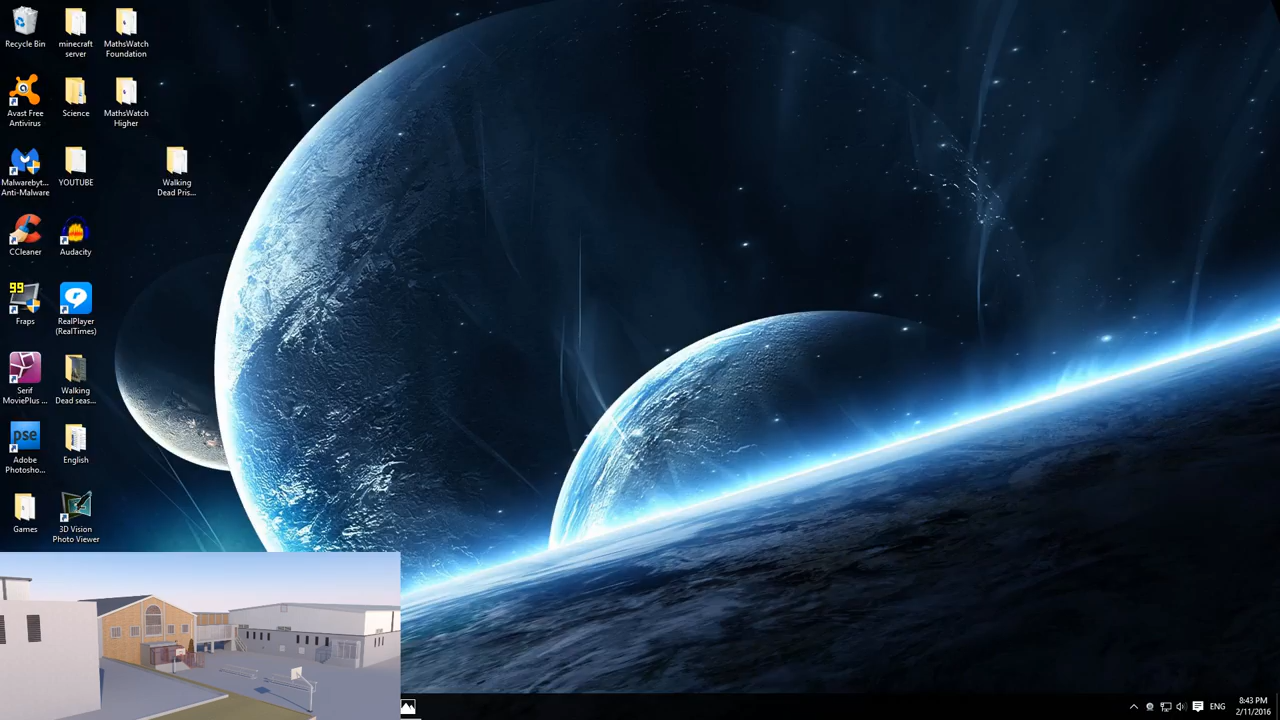 Recycle Bin
minecraft
server
MathsWatch
Foundation
Avast Free
Antivirus
Science
MathsWatch
Higher
Malwarebyt...
Anti-Malware
YOUTUBE
Walking
Dead Pris...
CCleaner
Audacity
99
Fraps
RealPlayer
(RealTimes)
Serif
MoviePlus ...
Walking
Dead seas...
pse
Adobe
Photosho...
English
Games
3D Vision
Photo Viewer
ENG
8:43 PM
2/11/2016